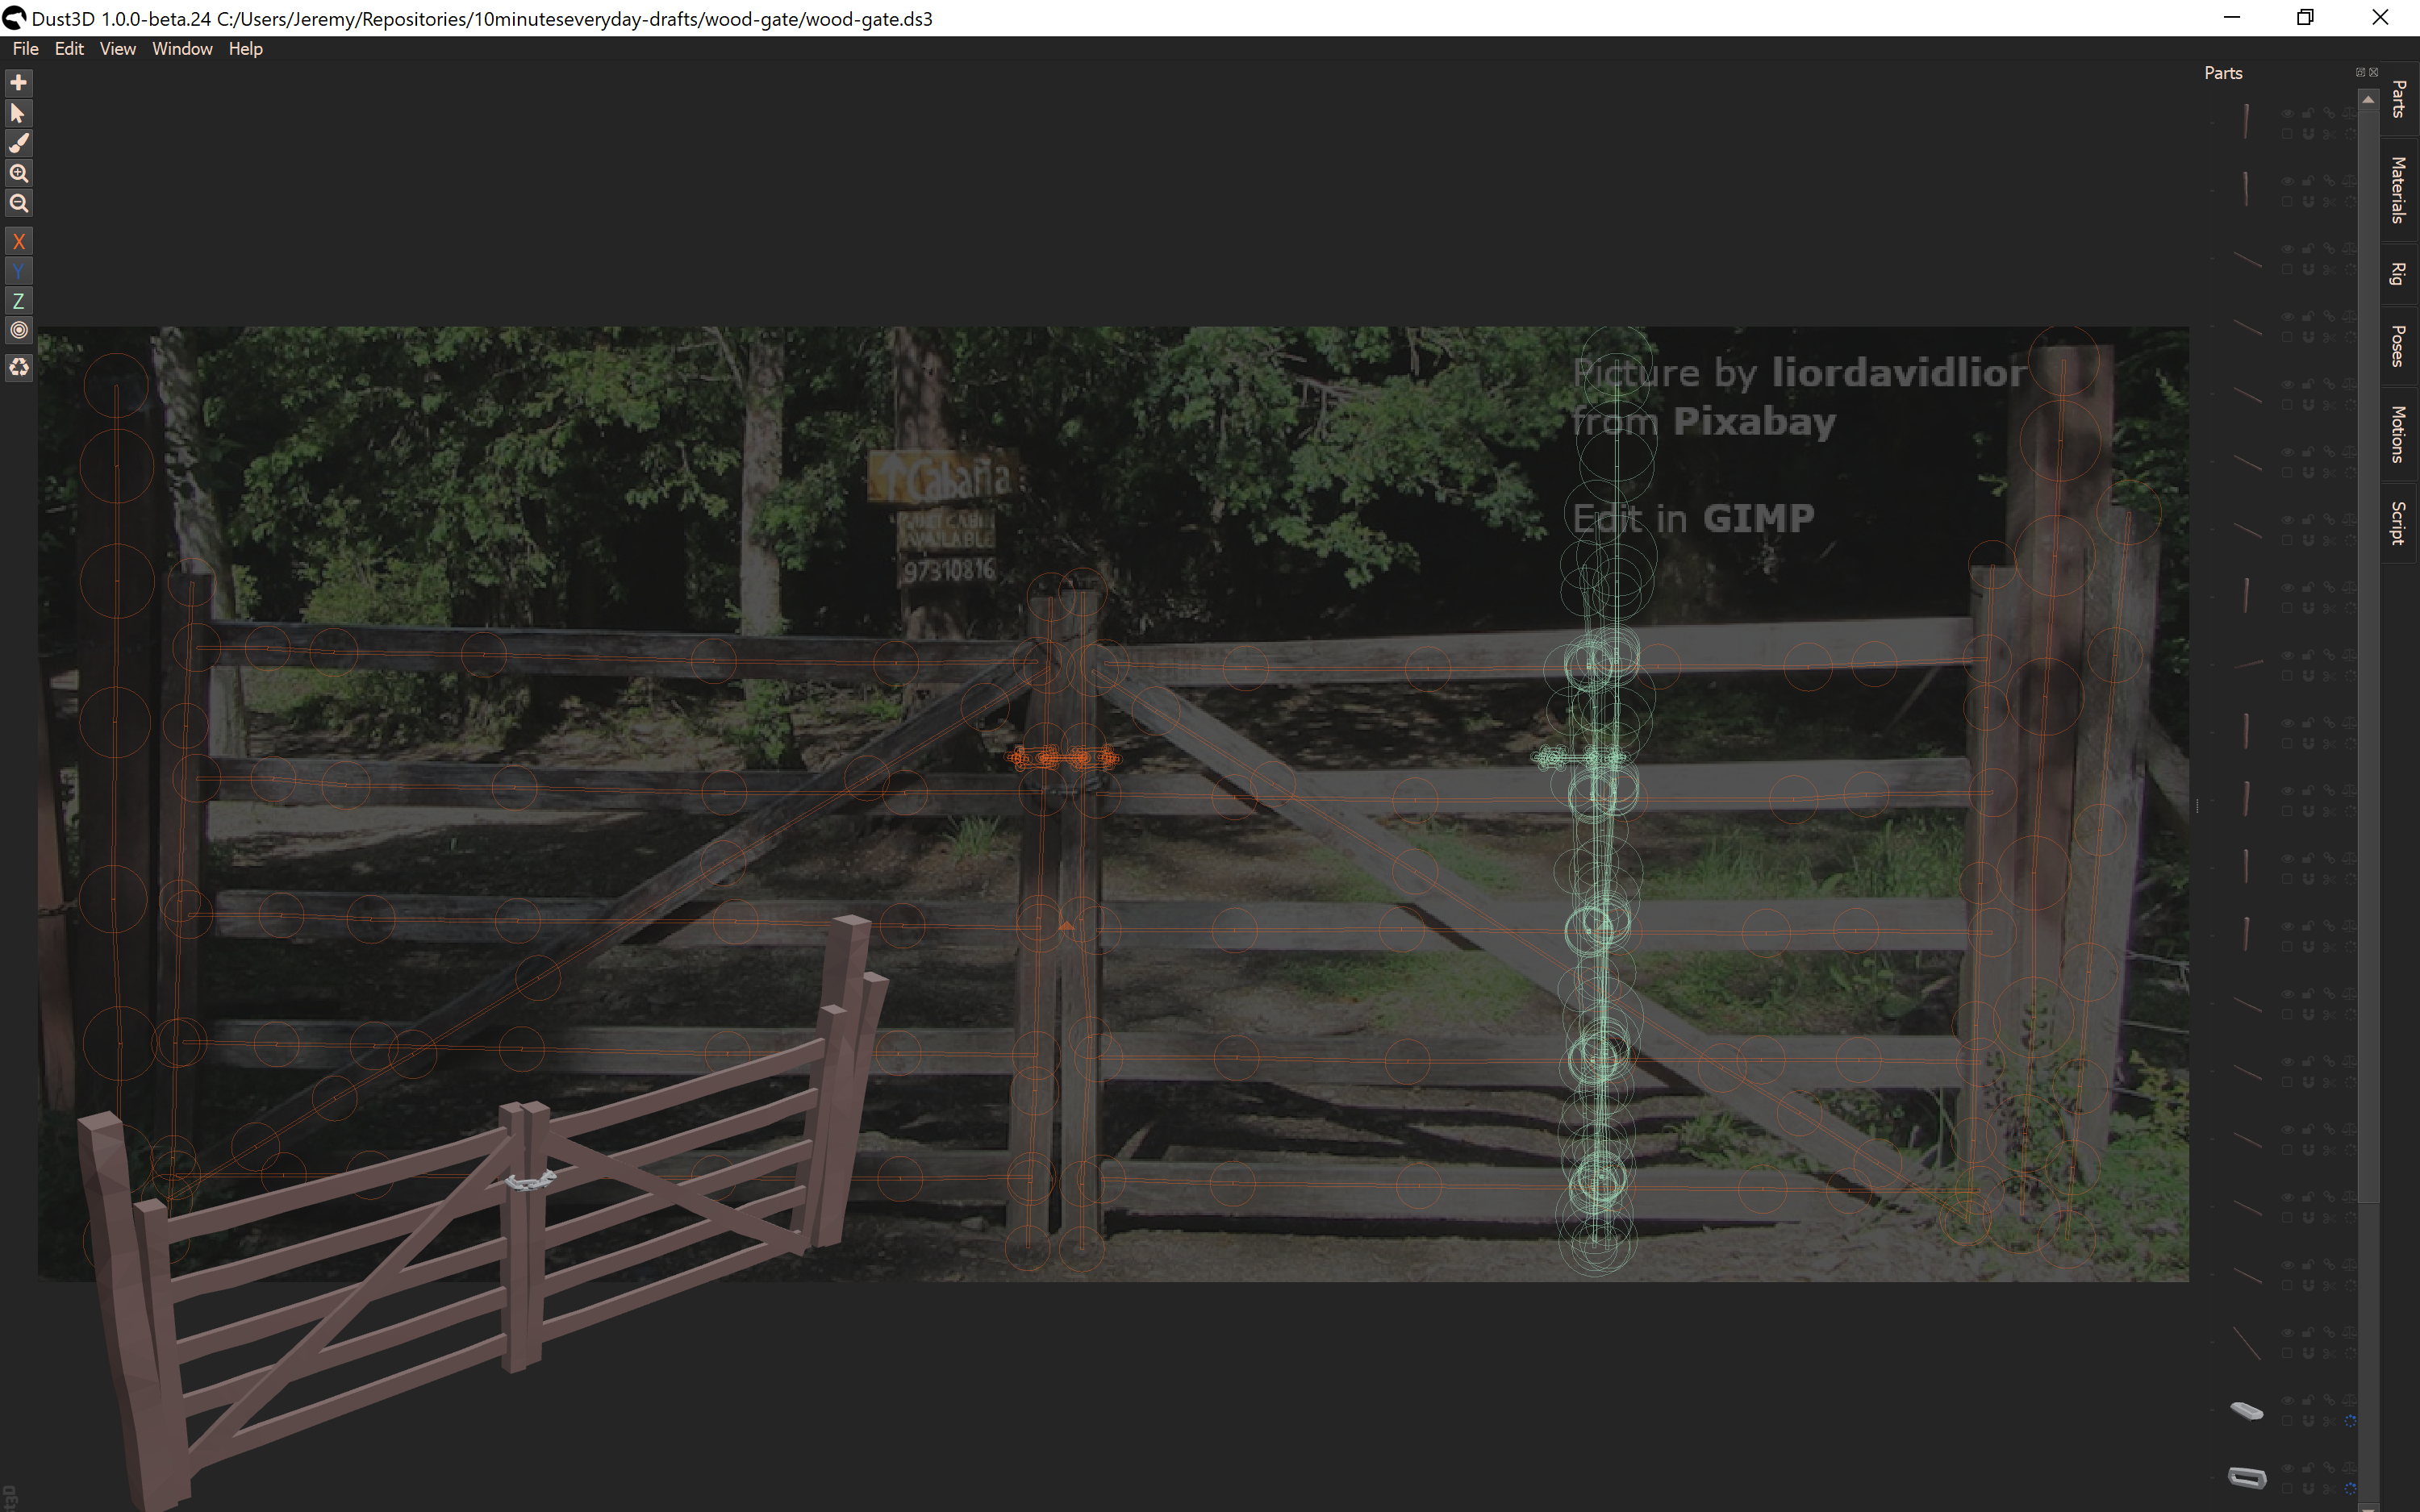 Dust3D 1.0.0-beta.24 C:/Users/Jeremy/Repositories/10minuteseveryday-drafts/wood-gate/wood-gate.ds3
File Edit View Window Help
Parts
X
Y
Z
Parts
Materials
Rig
Poses
Motions
Script
Picture by liordavidlior
from Pixabay
Edit in GIMP
Cabaña
CABIN
AVAILABLE
97310816